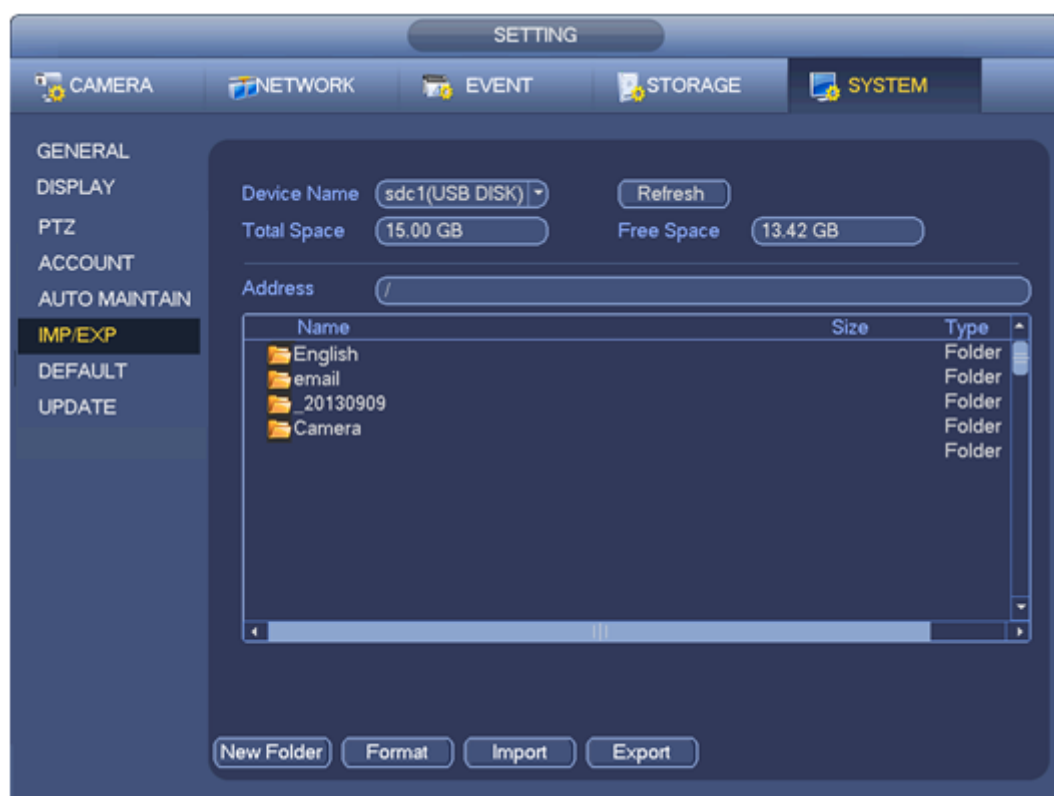 SETTING
CAMERA NETWORK EVENT STORAGE SYSTEM
GENERAL
DISPLAY
PTZ
ACCOUNT
AUTO MAINTAIN
IMP/EXP
DEFAULT
UPDATE
Device Name sdc1(USB DISK) Refresh
Total Space 15.00 GB Free Space 13.42 GB
Address /
Name Size Type
English Folder
email Folder
_20130909 Folder
Camera Folder
Folder
New Folder Format Import Export